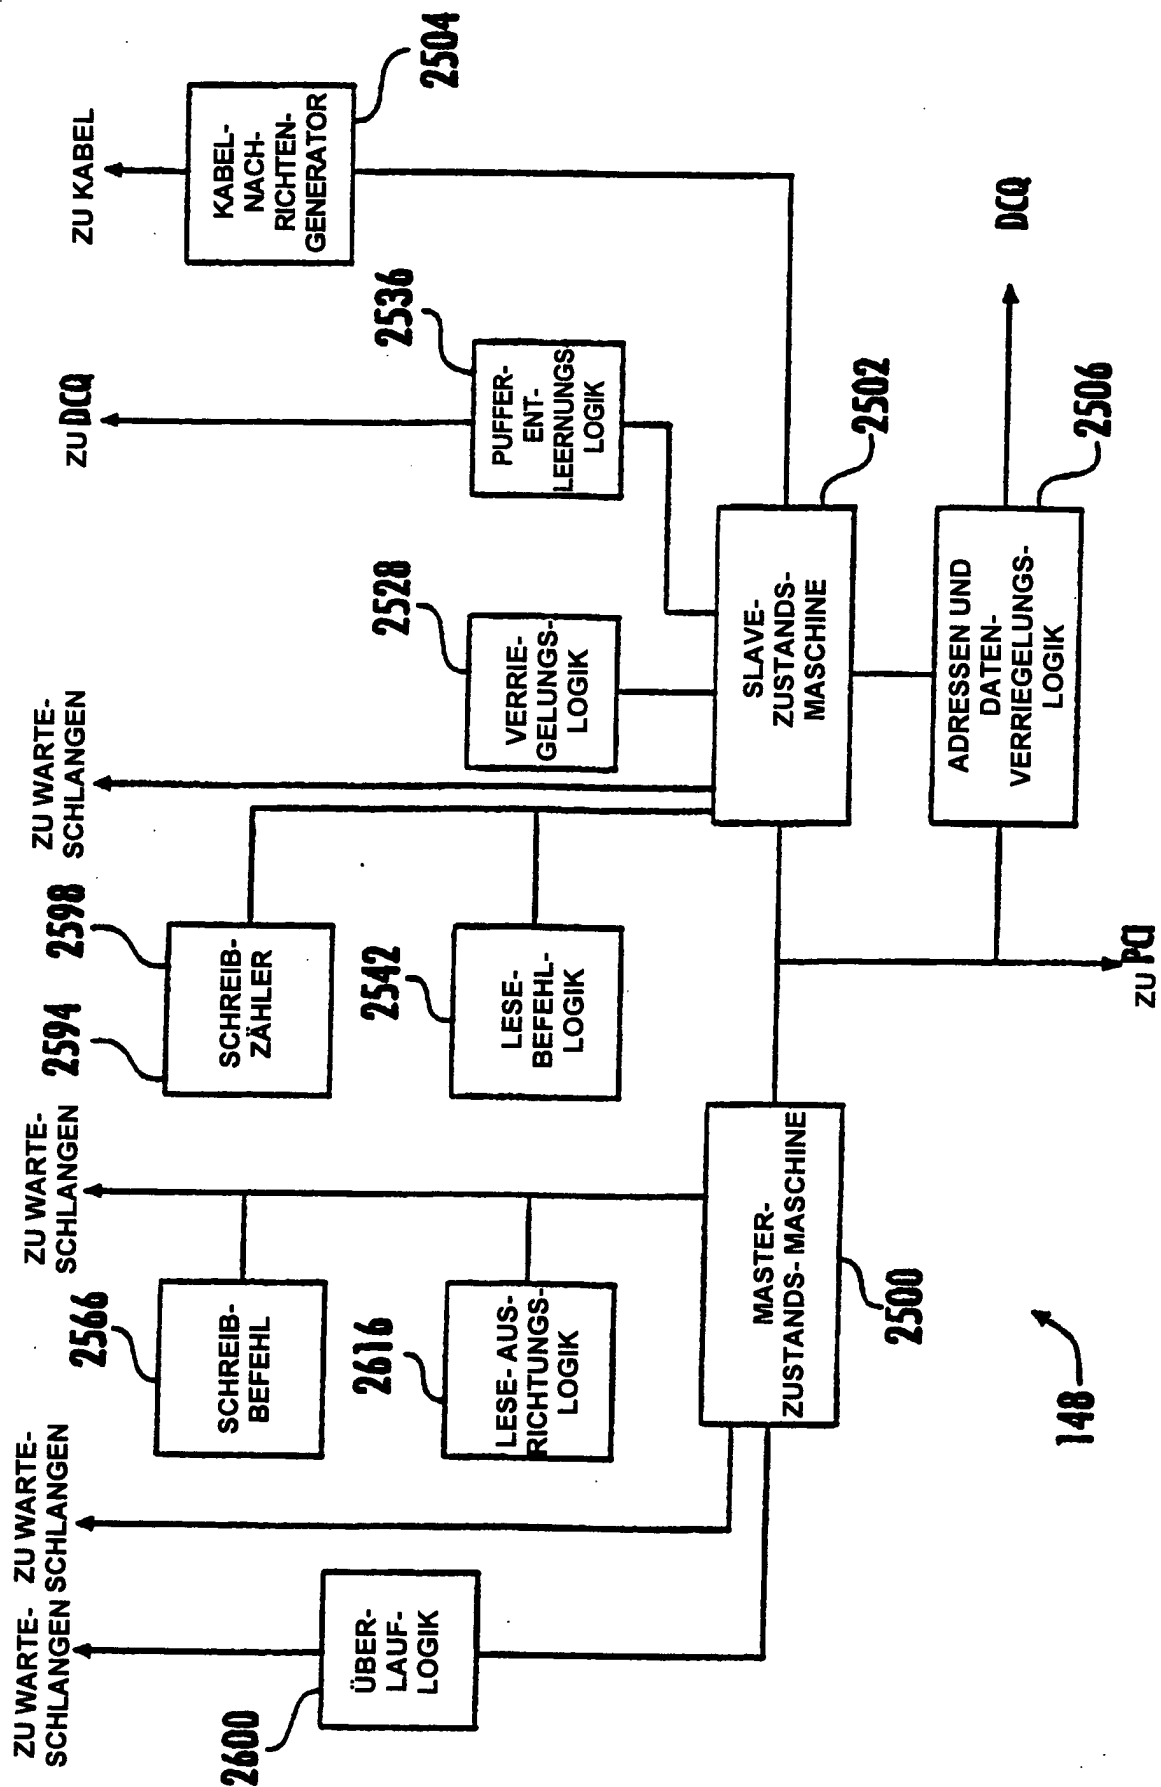 ZU WARTE-
SCHLANGEN
ZU WARTE-
SCHLANGEN
ZU WARTE-
SCHLANGEN
ZU WARTE-
SCHLANGEN
ZU DCQ
ZU KABEL
2600
ÜBER-
LAUF-
LOGIK
2566
SCHREIB-
BEFEHL
2594
2598
SCHREIB-
ZÄHLER
2504
KABEL-
NACH-
RICHTEN-
GENERATOR
2616
LESE- AUS-
RICHTUNGS-
LOGIK
2542
LESE-
BEFEHL-
LOGIK
2528
VERRIE-
GELUNGS-
LOGIK
2536
PUFFER-
ENT-
LEERNUNGS-
LOGIK
MASTER-
ZUSTANDS- MASCHINE
2500
SLAVE-
ZUSTANDS-
MASCHINE
2502
ADRESSEN UND
DATEN-
VERRIEGELUNGS-
LOGIK
2506
DCQ
148
ZU PCI